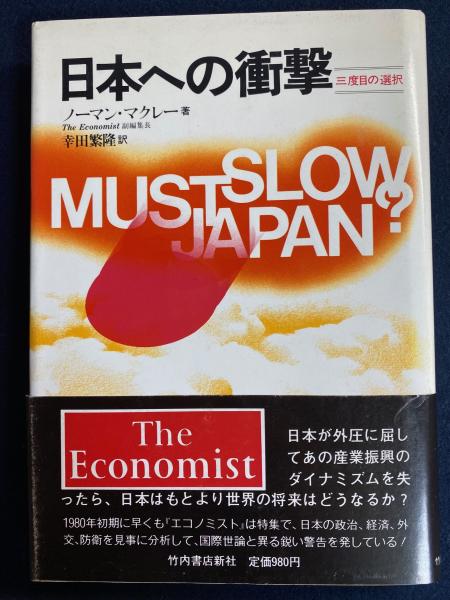 日本への衝撃
三度目の選択
ノーマン・マクレー著
The Economist 副編集長
幸田繁隆訳
MUST SLOW
JAPAN?
The
Economist
日本が外圧に屈し
てあの産業振興の
ダイナミズムを失
ったら、日本はもとより世界の将来はどうなるか？
1980年初期に早くも『エコノミスト』は特集で、日本の政治、経済、外
交、防衛を見事に分析して、国際世論と異る鋭い警告を発している！
竹内書店新社 定価980円